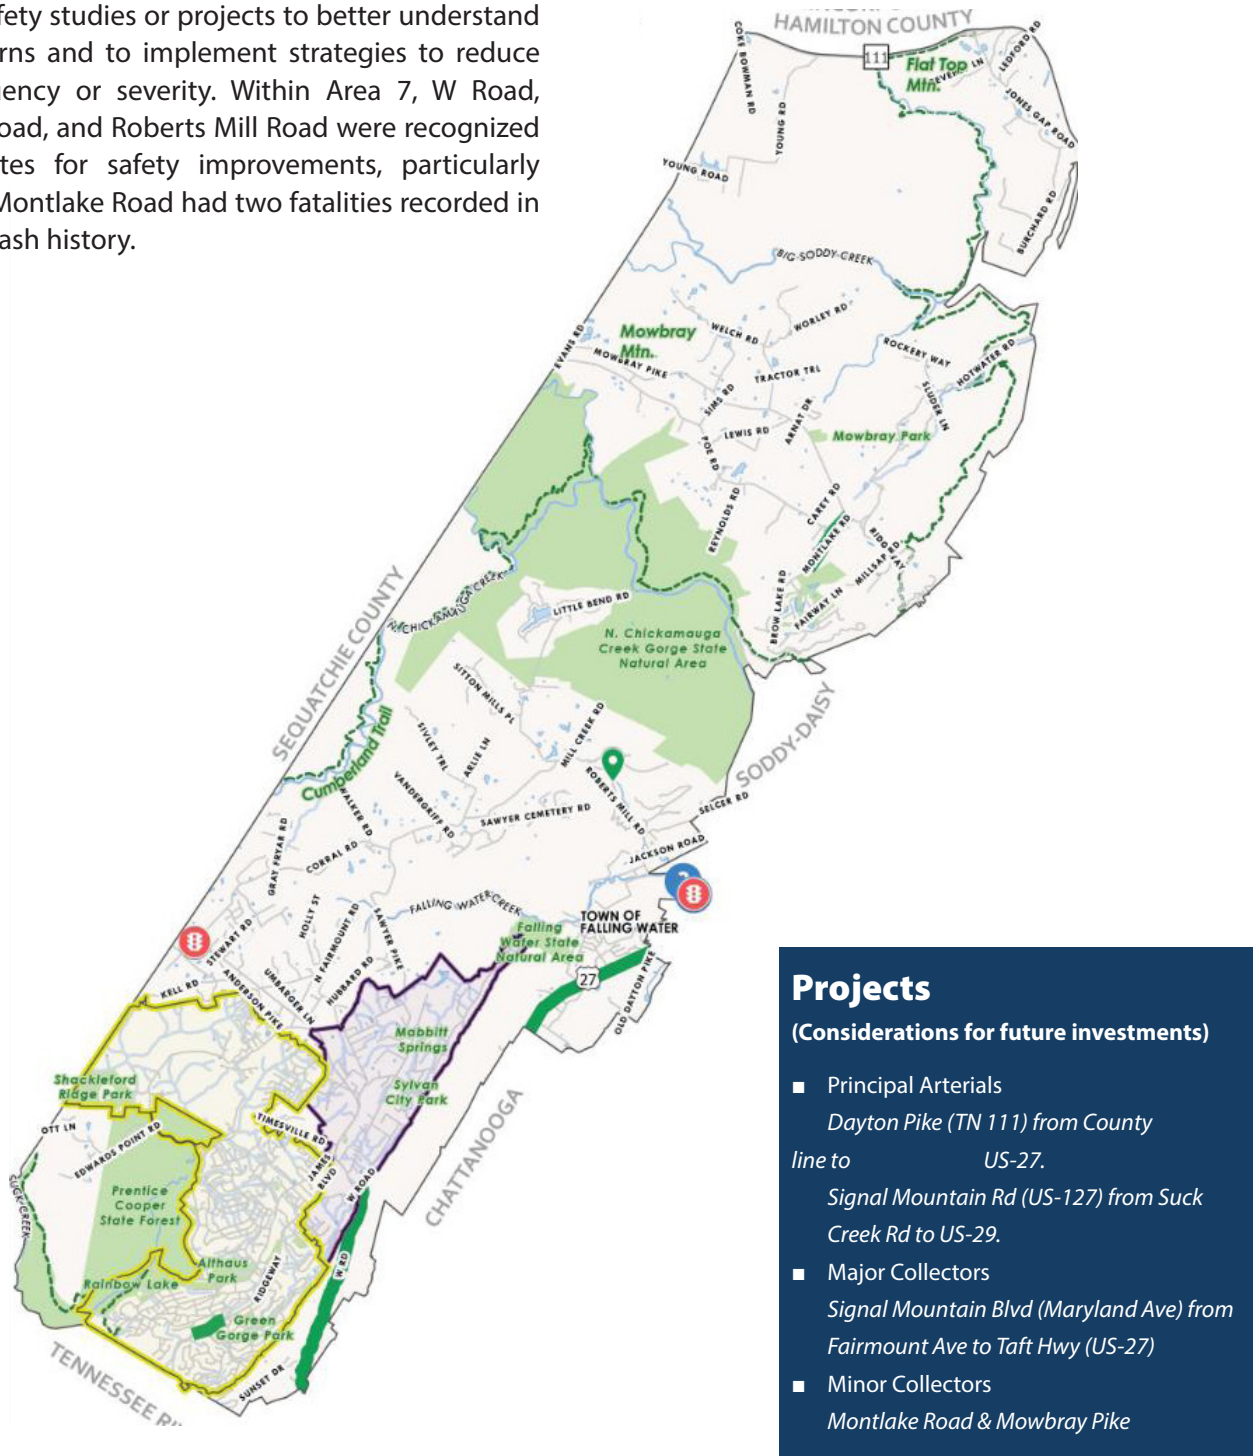 fety studies or projects to better understand
rns and to implement strategies to reduce
ency or severity. Within Area 7, W Road,
oad, and Roberts Mill Road were recognized
tes for safety improvements, particularly
Montlake Road had two fatalities recorded in
ash history.
HAMILTON COUNTY
COKE BOWMAN RD
111
Flat Top
Mtn.
LEDFORD RD
JONES GAP ROAD
YOUNG RD
YOUNG ROAD
BURCHARD RD
BIG SODDY CREEK
EVANS RD
Mowbray
Mtn.
MOWBRAY PIKE
WELCH RD
WORLEY RD
ROCKERY WAY
HOTWATER RD
TRACTOR TRL
SIMS RD
SLUDER LN
ARNAT DR
LEWIS RD
Mowbray Park
POE RD
REYNOLDS RD
CAREY RD
MONTLAKE RD
MILLSAP RD
BROW LAKE RD
FAIRWAY LN
SEQUATCHIE COUNTY
N. CHICKAMAUGA CREEK
LITTLE BEND RD
N. Chickamauga
Creek Gorge State
Natural Area
SITTON MILLS PL
SODDY-DAISY
Cumberland Trail
SIVLEY TRL
ARLIE LN
MILL CREEK RD
ROBERTS MILL RD
VANDERGRIFF RD
WALKER RD
SAWYER CEMETERY RD
SELCER RD
GRAY FRYAR RD
CORRAL RD
JACKSON ROAD
HOLLY ST
N FAIRMOUNT RD
SAWYER PIKE
FALLING WATER CREEK
TOWN OF
FALLING WATER
STEWART RD
Falling
Water State
Natural Area
27
OLD DAYTON PIKE
KELL RD
ANDERSON PIKE
UMBARGER LN
HUBBARD RD
Mabbitt
Springs
Shackleford
Ridge Park
Sylvan
City Park
OTT LN
EDWARDS POINT RD
TIMESVILLE RD
JAMES
BLVD
W ROAD
CHATTANOOGA
SUCK CREEK
Prentice
Cooper
State Forest
Rainbow Lake
Althaus
Park
RIDGEWAY
W RD
Green
Gorge Park
SUNSET DR
Projects
(Considerations for future investments)
■ Principal Arterials
Dayton Pike (TN 111) from County
line to US-27.
Signal Mountain Rd (US-127) from Suck
Creek Rd to US-29.
■ Major Collectors
Signal Mountain Blvd (Maryland Ave) from
Fairmount Ave to Taft Hwy (US-27)
■ Minor Collectors
Montlake Road & Mowbray Pike